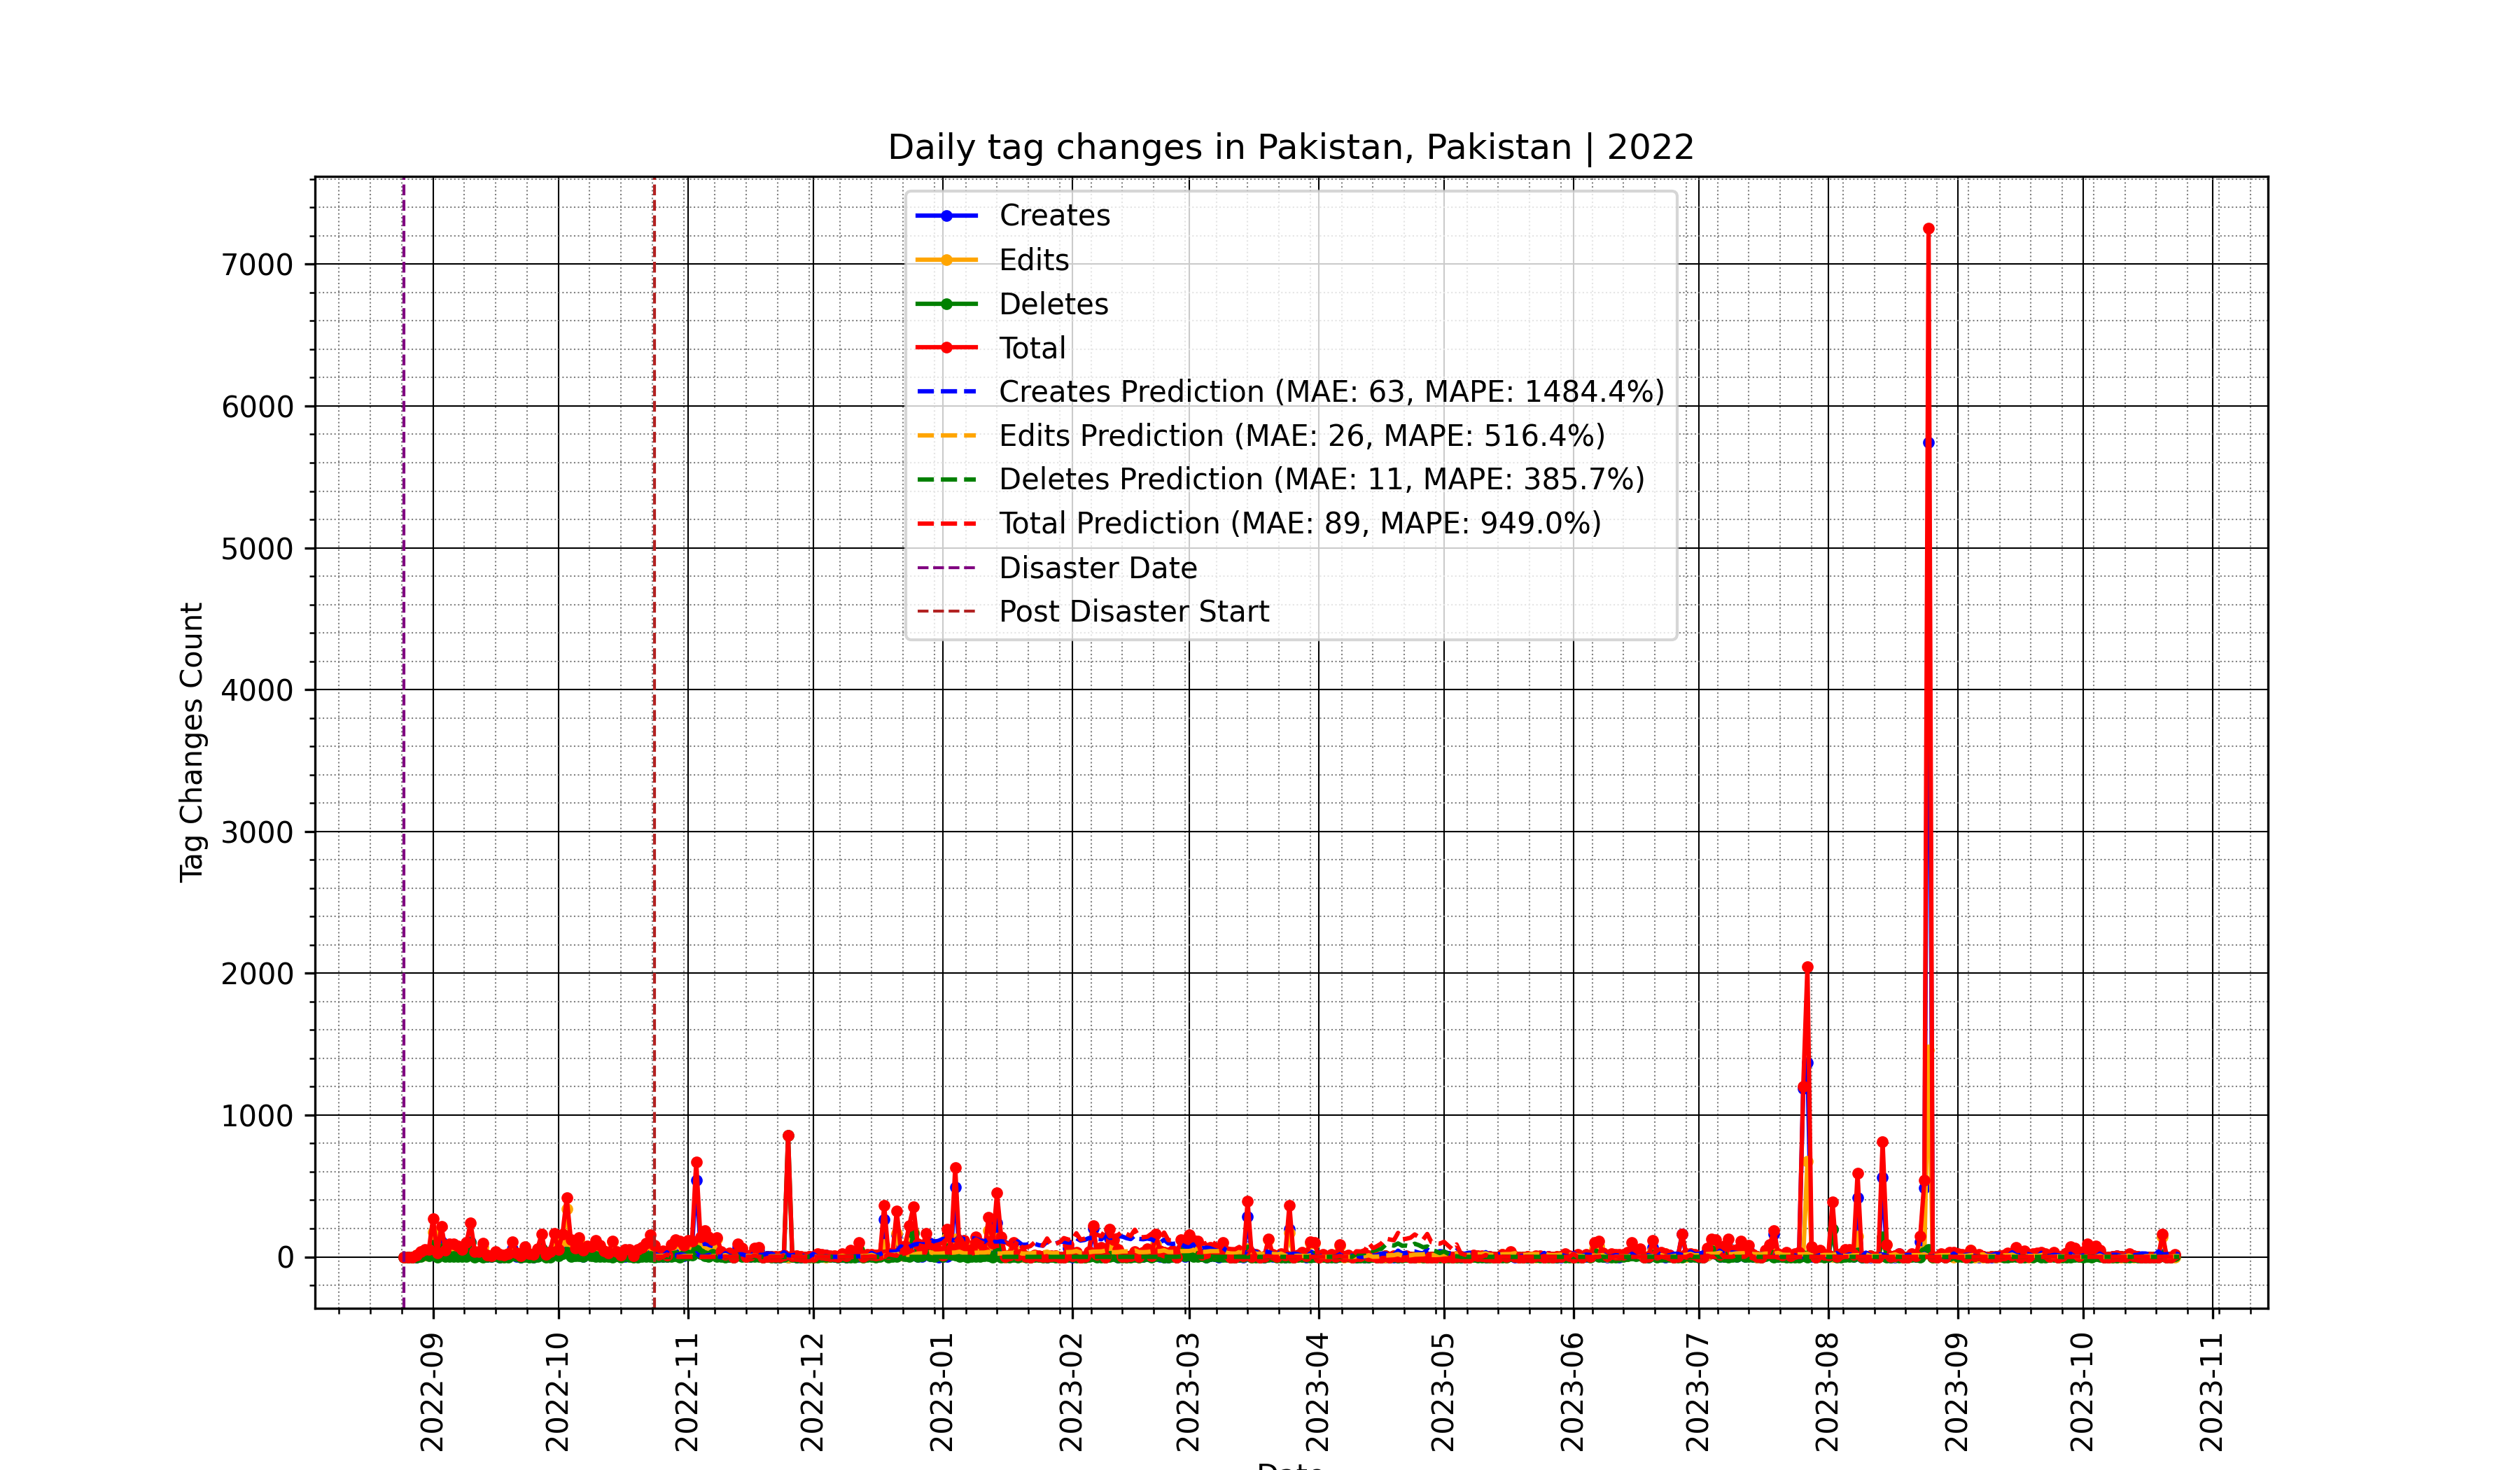 Daily tag changes in Pakistan, Pakistan | 2022
Creates
Edits
Deletes
Total
Creates Prediction (MAE: 63, MAPE: 1484.4%)
Edits Prediction (MAE: 26, MAPE: 516.4%)
Deletes Prediction (MAE: 11, MAPE: 385.7%)
Total Prediction (MAE: 89, MAPE: 949.0%)
Disaster Date
Post Disaster Start
Tag Changes Count
7000
6000
5000
4000
3000
2000
1000
0
2022-09
2022-10
2022-11
2022-12
2023-01
2023-02
2023-03
2023-04
2023-05
2023-06
2023-07
2023-08
2023-09
2023-10
2023-11
Date